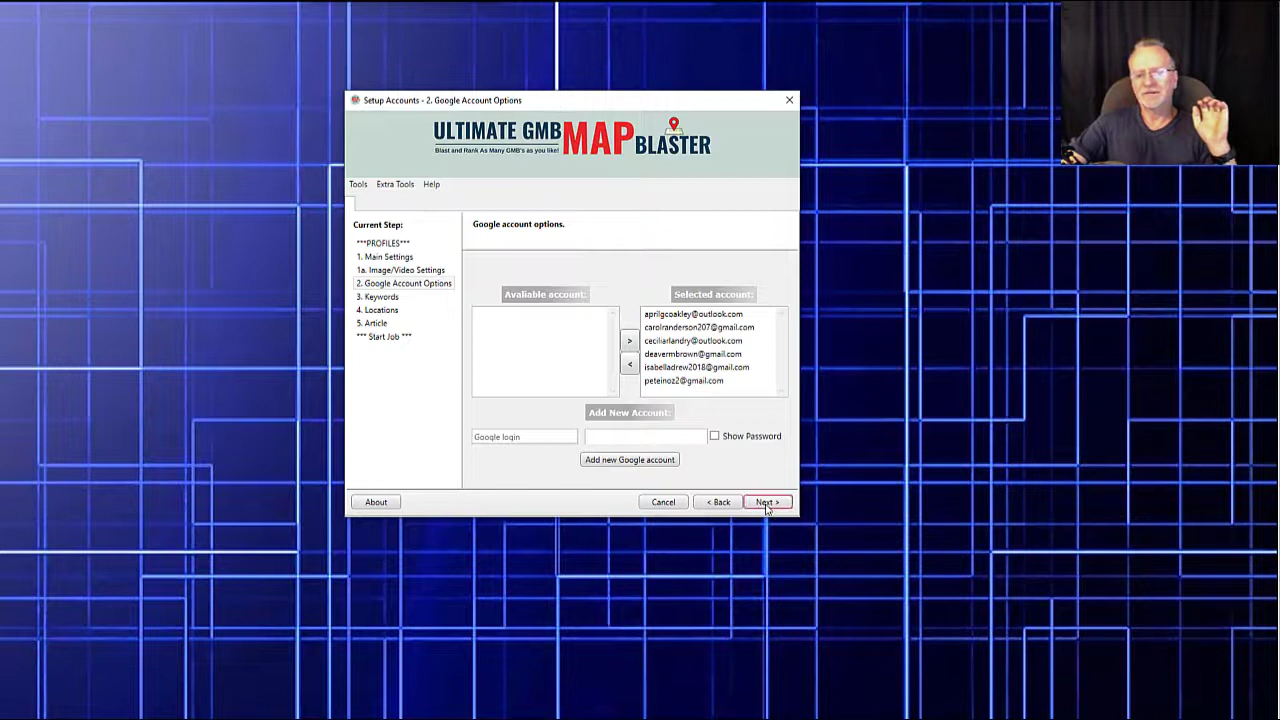 Setup Accounts - 2. Google Account Options
ULTIMATE GMB MAP BLASTER
Blast and Rank As Many GMB's as you like!
Tools Extra Tools Help
Current Step:
***PROFILES***
1. Main Settings
1a. Image/Video Settings
2. Google Account Options
3. Keywords
4. Locations
5. Article
*** Start Job ***
Google account options.
Avaliable account:
Selected account:
aprilgcoakley@outlook.com
carolranderson207@gmail.com
ceciliarlandry@outlook.com
deavermbrown@gmail.com
isabelladrew2018@gmail.com
peteinoz2@gmail.com
>
<
Add New Account:
Google login
Show Password
Add new Google account
About
Cancel
< Back
Next >